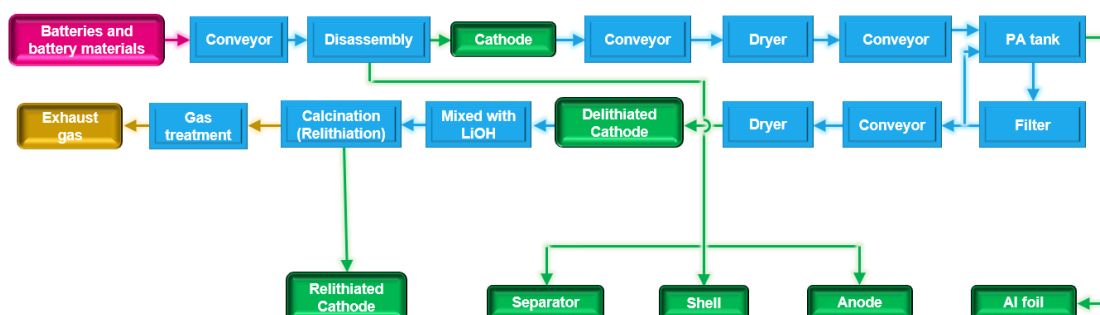 Batteries and
battery materials
Conveyor
Disassembly
Cathode
Conveyor
Dryer
Conveyor
PA tank
Exhaust
gas
Gas
treatment
Calcination
(Relithiation)
Mixed with
LiOH
Delithiated
Cathode
Dryer
Conveyor
Filter
Relithiated
Cathode
Separator
Shell
Anode
Al foil